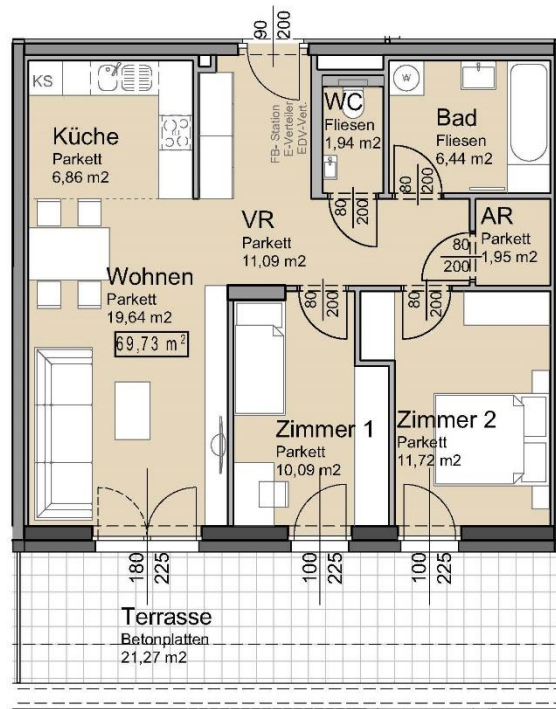 90
200
KS
Küche
Parkett
6,86 m2
FB- Station
E-Verteiler
EDV-Vert.
WC
Fliesen
1,94 m2
W
Bad
Fliesen
6,44 m2
80
200
80
200
VR
Parkett
11,09 m2
AR
Parkett
1,95 m2
80
200
Wohnen
Parkett
19,64 m2
69,73 m²
80
200
80
200
Zimmer 1
Parkett
10,09 m2
Zimmer 2
Parkett
11,72 m2
180
225
100
225
100
225
Terrasse
Betonplatten
21,27 m2